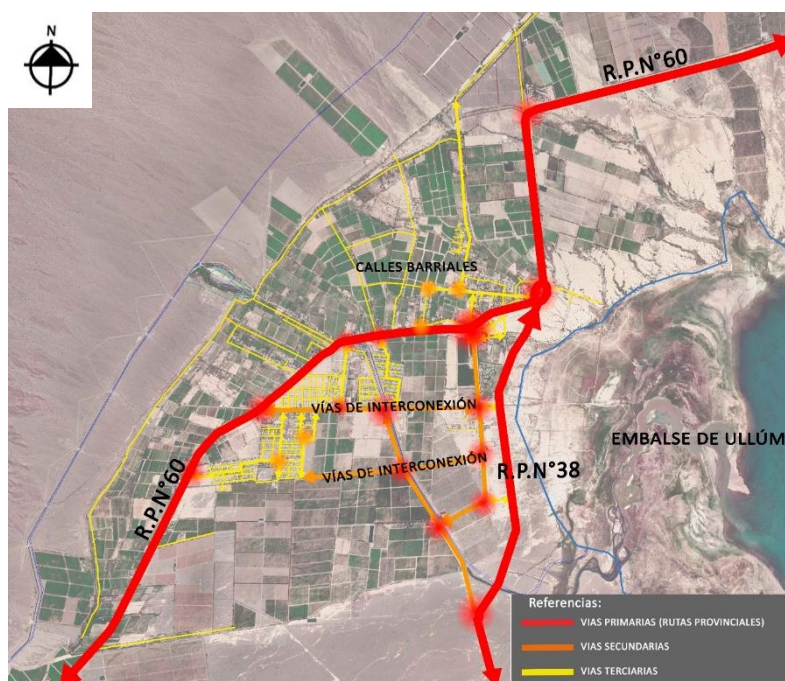 N
R.P.N°60
CALLES BARRIALES
VÍAS DE INTERCONEXIÓN
EMBALSE DE ULLÚM
VÍAS DE INTERCONEXIÓN
R.P.N°38
R.P.N°60
Referencias:
VIAS PRIMARIAS (RUTAS PROVINCIALES)
VIAS SECUNDARIAS
VIAS TERCIARIAS